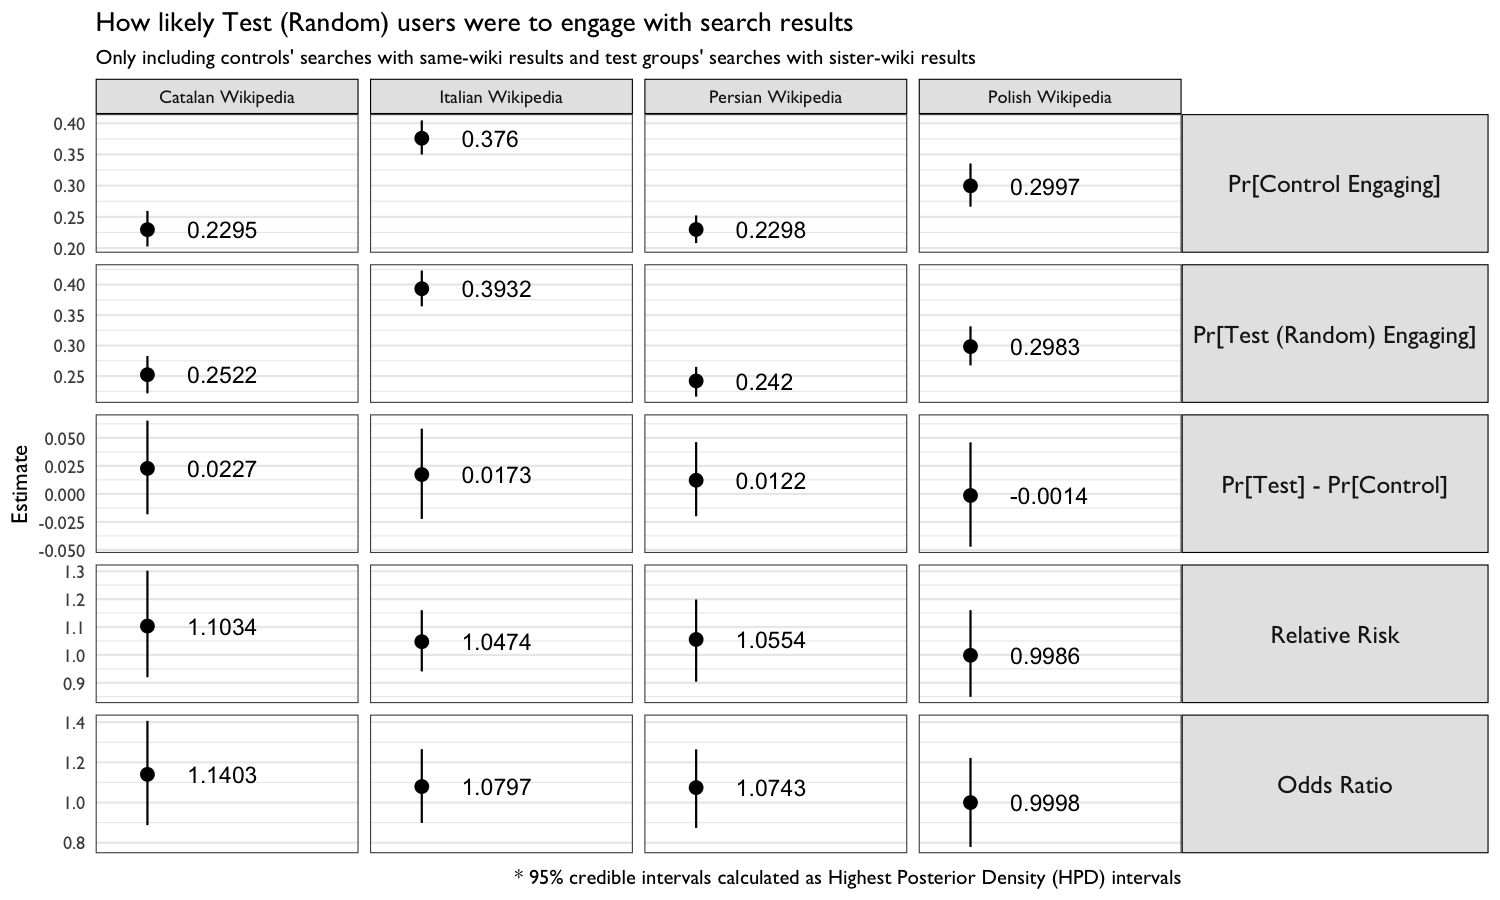 How likely Test (Random) users were to engage with search results
Only including controls' searches with same-wiki results and test groups' searches with sister-wiki results
Catalan Wikipedia Italian Wikipedia Persian Wikipedia Polish Wikipedia
0.40
0.35
0.30
0.25
0.20
0.2295 0.376 0.2298 0.2997
Pr[Control Engaging]
0.40
0.35
0.30
0.25
0.2522 0.3932 0.242 0.2983
Pr[Test (Random) Engaging]
Estimate
0.050
0.025
0.000
-0.025
-0.050
0.0227 0.0173 0.0122 -0.0014
Pr[Test] - Pr[Control]
1.3
1.2
1.1
1.0
0.9
1.1034 1.0474 1.0554 0.9986
Relative Risk
1.4
1.2
1.0
0.8
1.1403 1.0797 1.0743 0.9998
Odds Ratio
* 95% credible intervals calculated as Highest Posterior Density (HPD) intervals